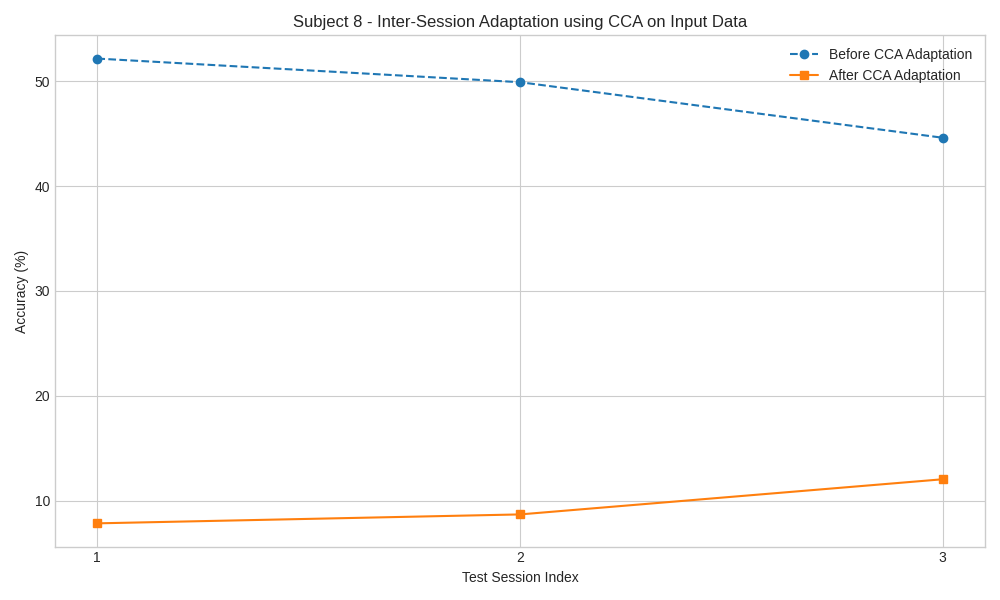 Subject 8 - Inter-Session Adaptation using CCA on Input Data
Before CCA Adaptation
After CCA Adaptation
Accuracy (%)
50
40
30
20
10
1
2
3
Test Session Index